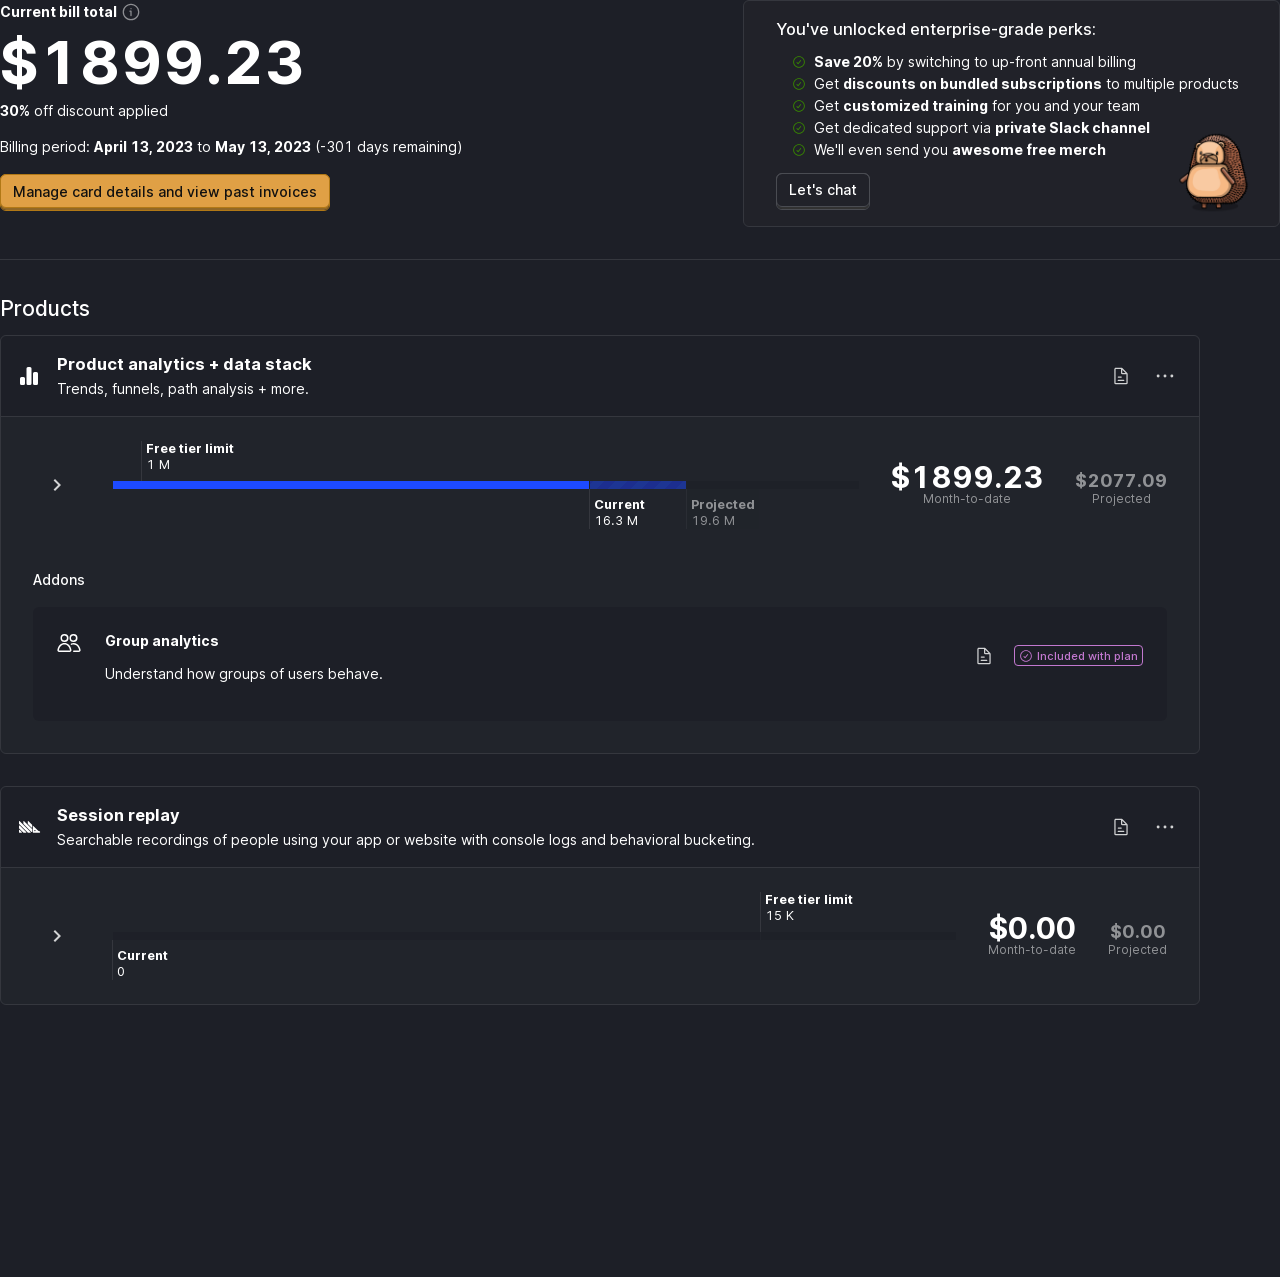 Current bill total
$1899.23
30% off discount applied
Billing period: April 13, 2023 to May 13, 2023 (-301 days remaining)
Manage card details and view past invoices
You've unlocked enterprise-grade perks:
Save 20% by switching to up-front annual billing
Get discounts on bundled subscriptions to multiple products
Get customized training for you and your team
Get dedicated support via private Slack channel
We'll even send you awesome free merch
Let's chat
Products
Product analytics + data stack
Trends, funnels, path analysis + more.
Free tier limit
1 M
Current
16.3 M
Projected
19.6 M
$1899.23
Month-to-date
$2077.09
Projected
Addons
Group analytics
Understand how groups of users behave.
Included with plan
Session replay
Searchable recordings of people using your app or website with console logs and behavioral bucketing.
Free tier limit
15 K
Current
0
$0.00
Month-to-date
$0.00
Projected